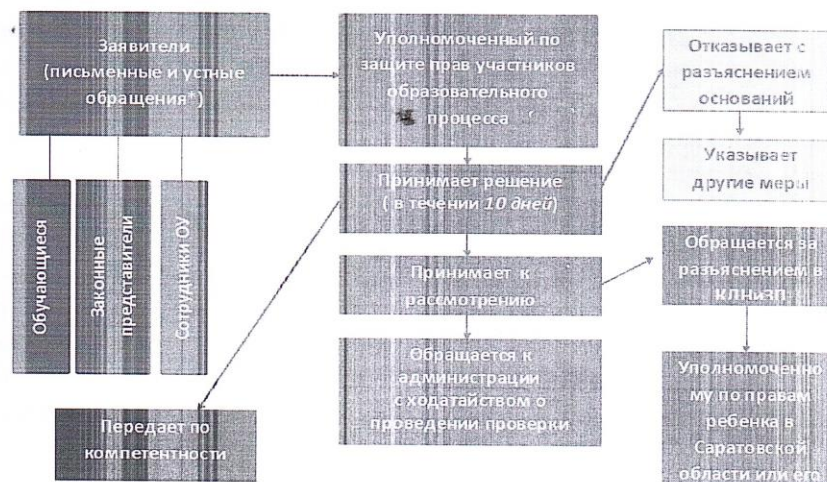 Заявители
(письменные и устные
обращения*)
Уполномоченный по
защите прав участников
образовательного
процесса
Отказывает с
разъяснением
оснований
Указывает
другие меры
Принимает решение
( в течении 10 дней)
Обучающиеся
Законные
представители
Сотрудники ОУ
Принимает к
рассмотрению
Обращается за
разъяснением в
КДНиЗП
Обращается к
администрации
с ходатайством о
проведении проверки
Уполномоченно
му по правам
ребенка в
Саратовской
области или его
Передает по
компетентности